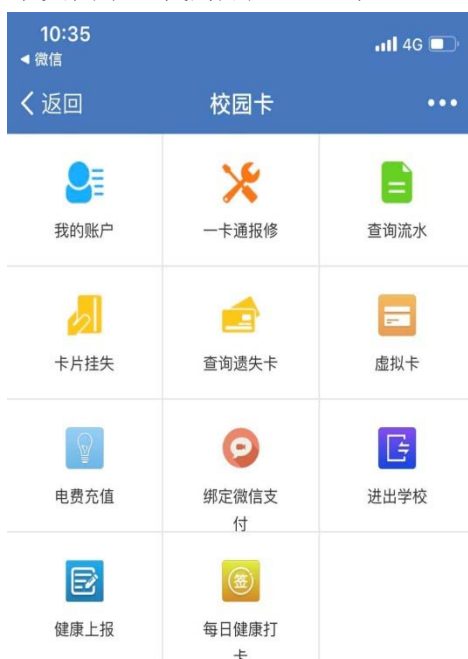 10:35
4G
微信
返回
校园卡
我的账户
一卡通报修
查询流水
卡片挂失
查询遗失卡
虚拟卡
电费充值
绑定微信支
付
进出学校
签
健康上报
每日健康打